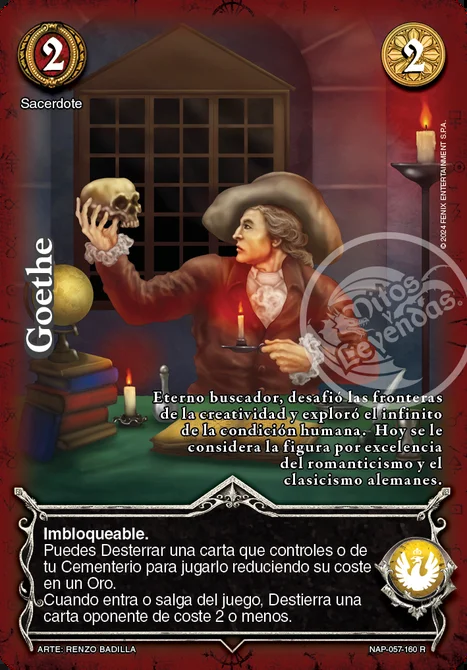 2
2
Sacerdote
© 2024 FENIX ENTERTAINMENT S.P.A.
Goethe
Mitos
y
Leyendas.
Eterno buscador, desafió las fronteras
de la creatividad y exploró el infinito
de la condición humana. Hoy se le
considera la figura por excelencia
del romanticismo y el
clasicismo alemanes.
Imbloqueable.
Puedes Desterrar una carta que controles o de
tu Cementerio para jugarlo reduciendo su coste
en un Oro.
Cuando entra o salga del juego, Destierra una
carta oponente de coste 2 o menos.
ARTE: RENZO BADILLA
NAP-057-160 R